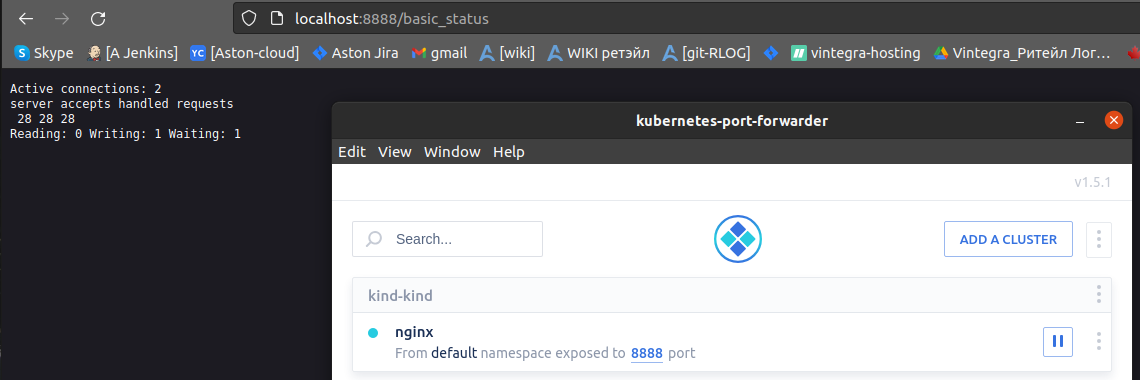 localhost:8888/basic_status
Skype [A Jenkins] YC [Aston-cloud] Aston Jira gmail [wiki] WIKI ретэйл [git-RLOG] vintegra-hosting Vintegra_Ритейл Лог…
Active connections: 2
server accepts handled requests
28 28 28
Reading: 0 Writing: 1 Waiting: 1
kubernetes-port-forwarder
Edit View Window Help
v1.5.1
Search...
ADD A CLUSTER
kind-kind
nginx
From default namespace exposed to 8888 port